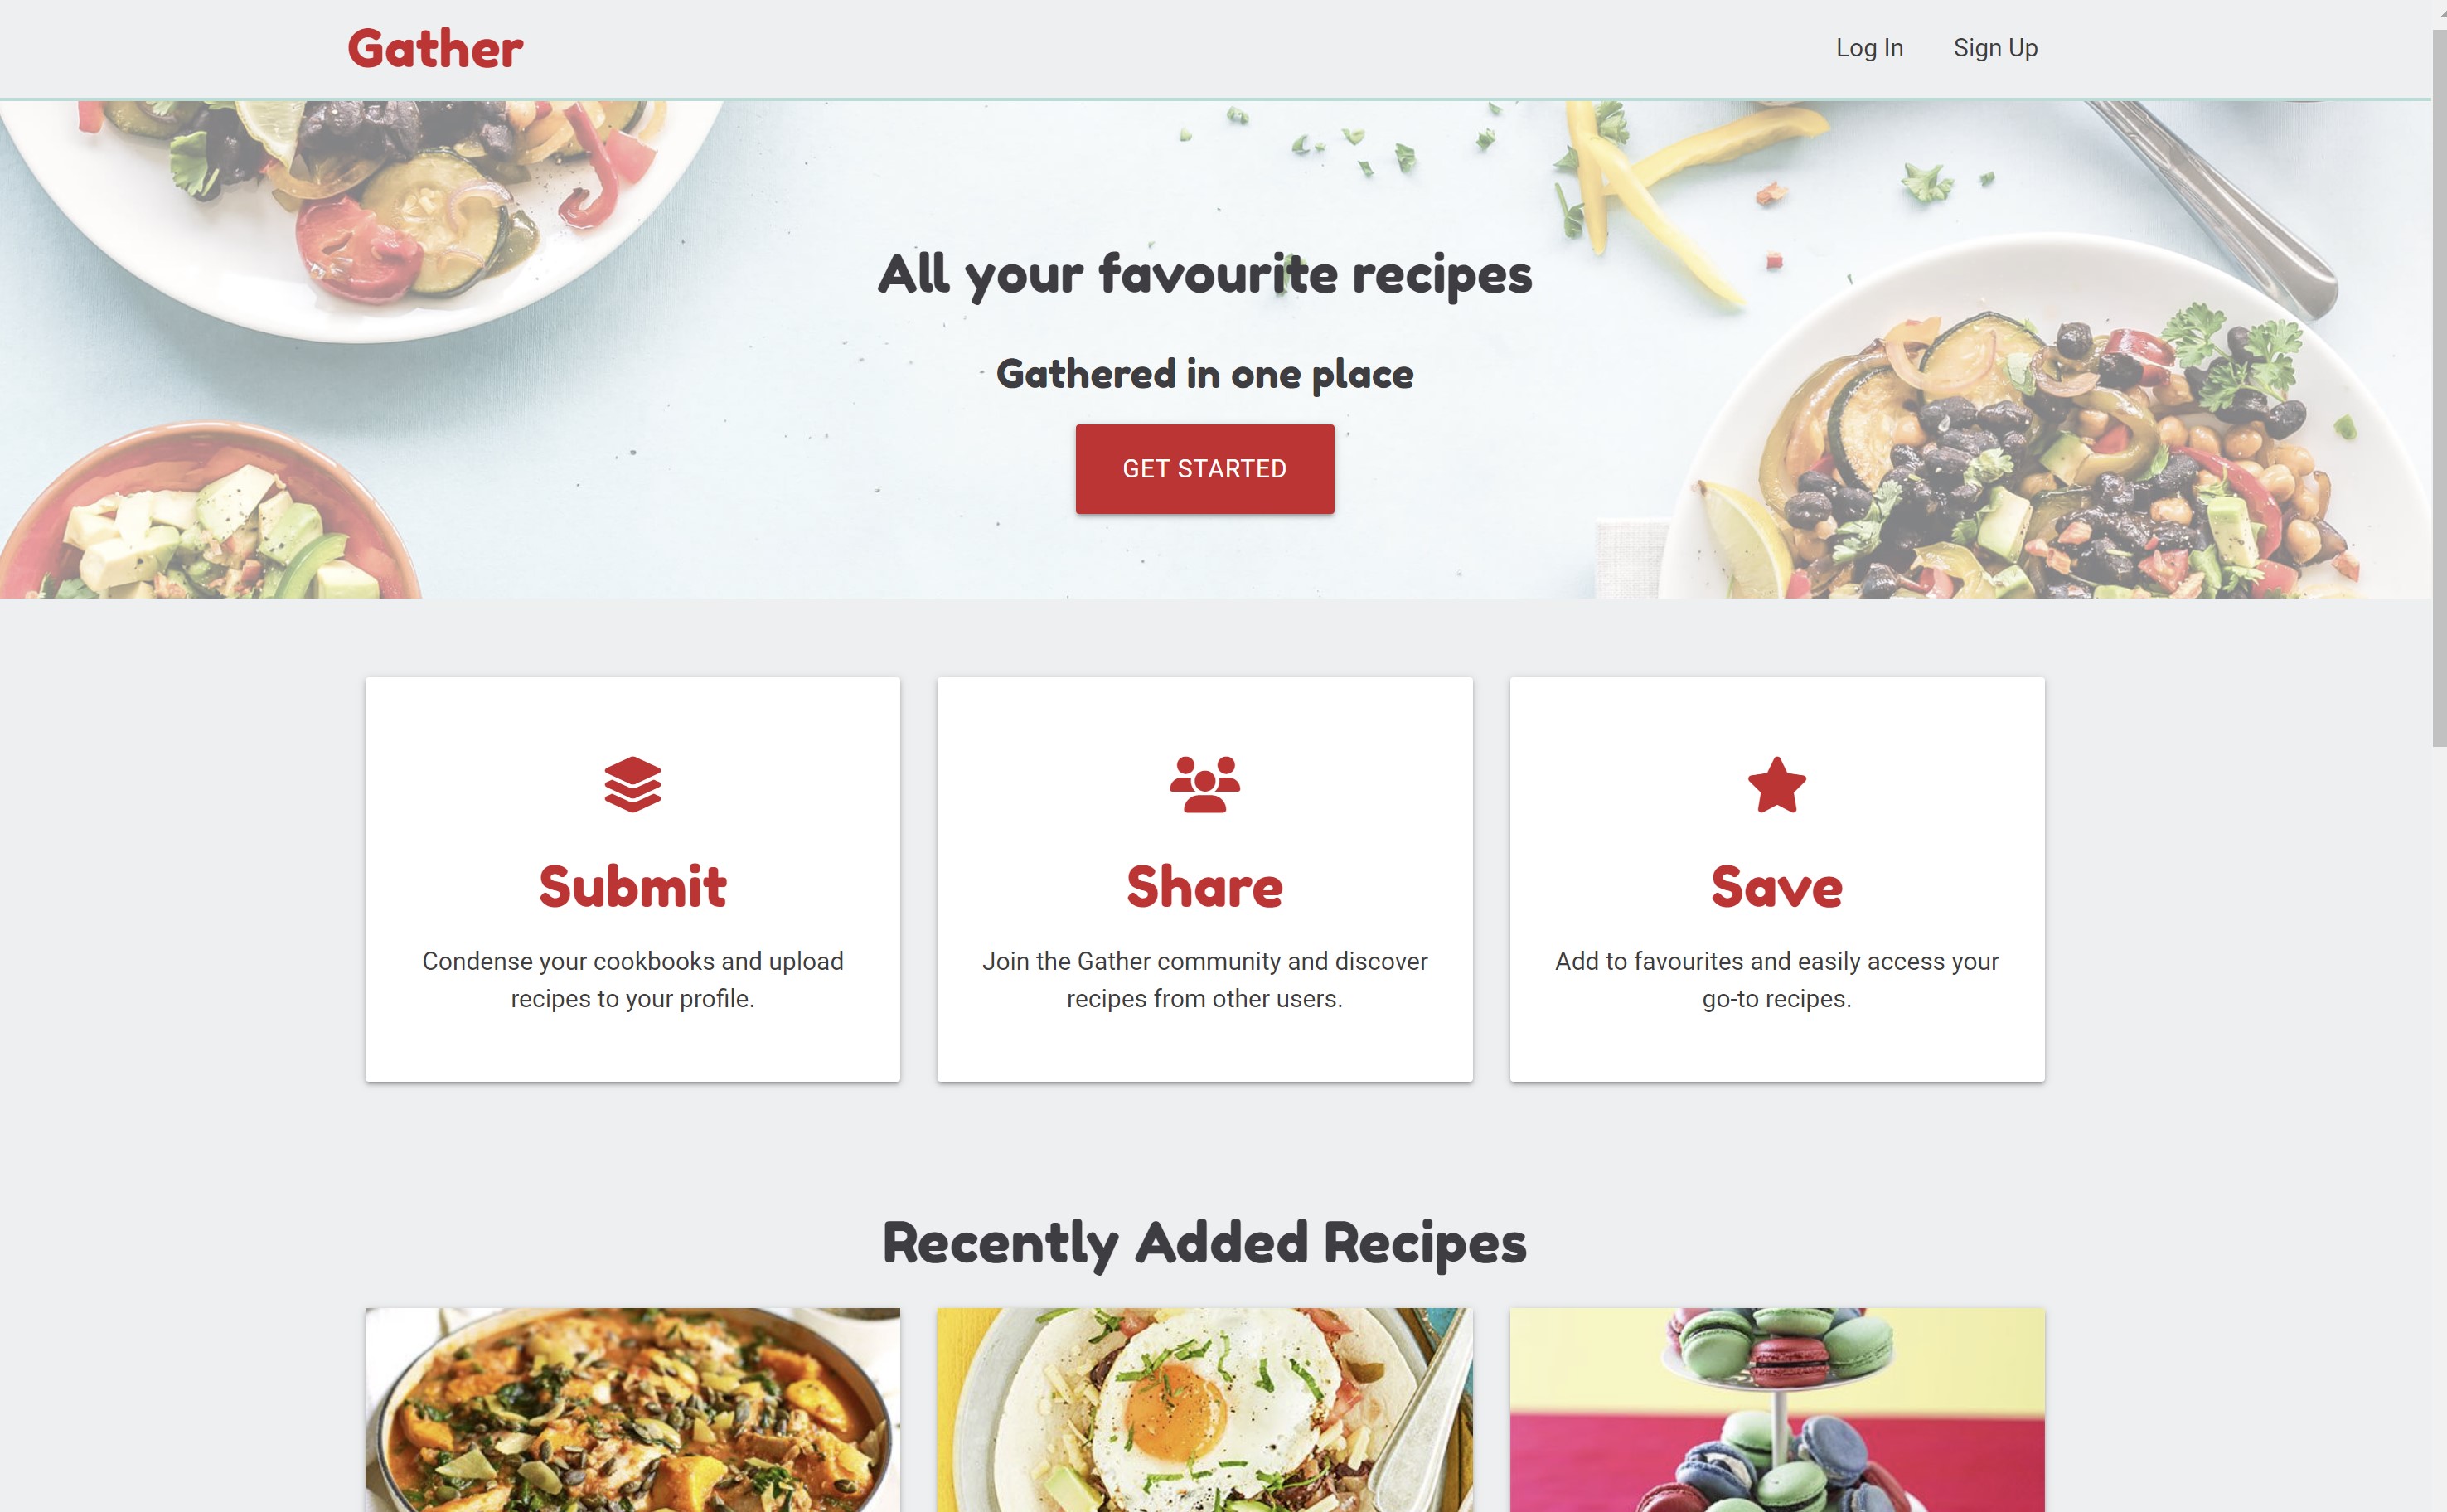 Gather
Log In
Sign Up
All your favourite recipes
Gathered in one place
GET STARTED
Submit
Condense your cookbooks and upload
recipes to your profile.
Share
Join the Gather community and discover
recipes from other users.
Save
Add to favourites and easily access your
go-to recipes.
Recently Added Recipes